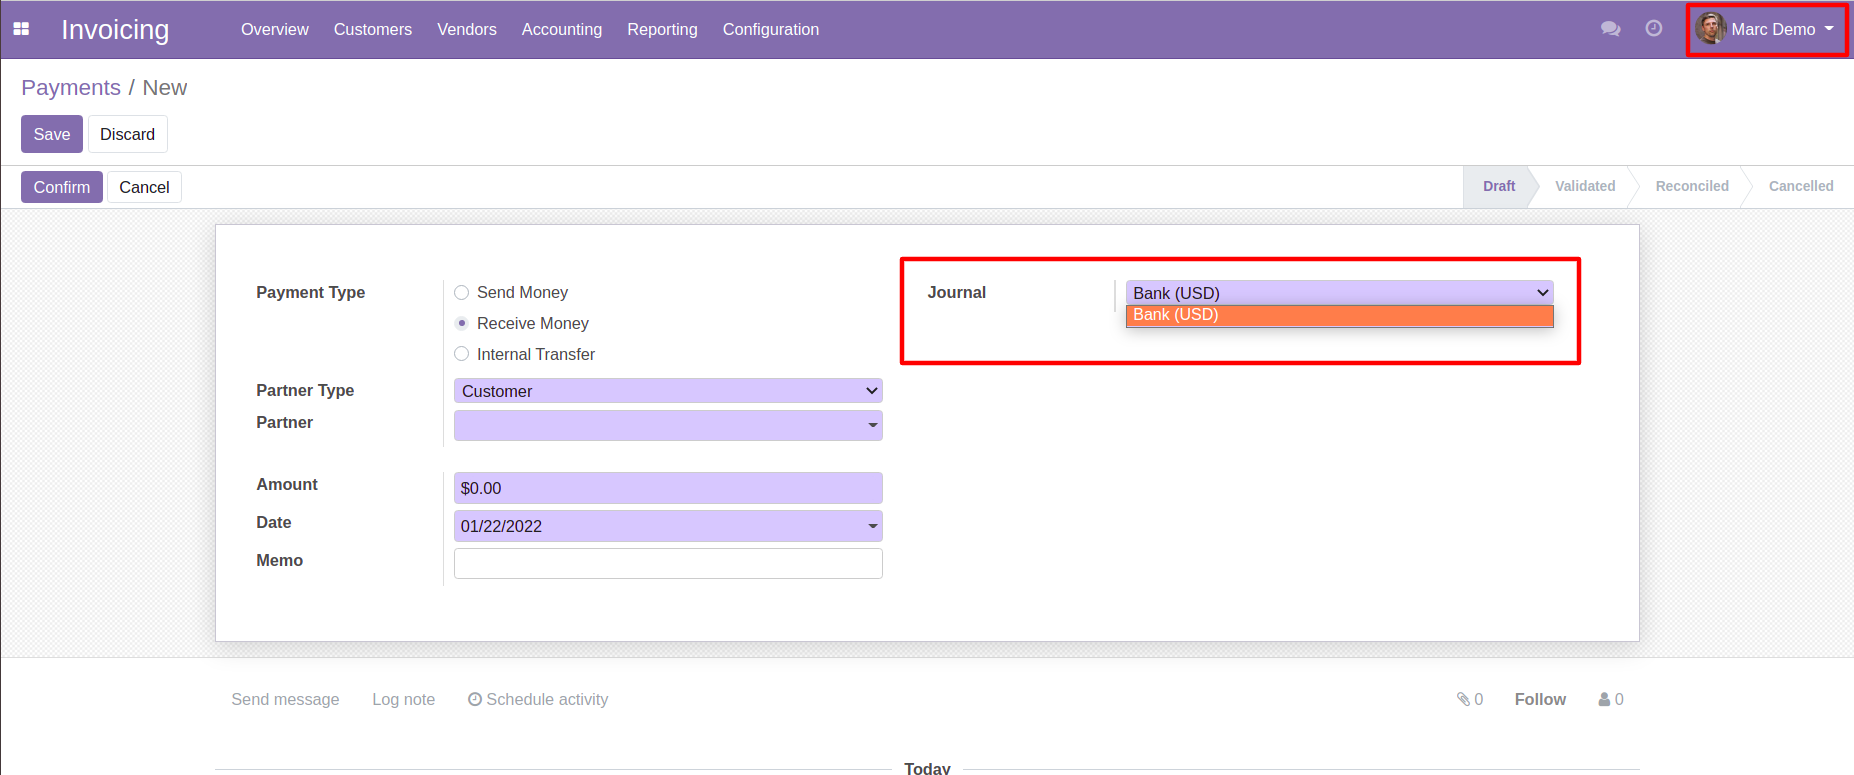 Invoicing Overview Customers Vendors Accounting Reporting Configuration Marc Demo
Payments / New
Save Discard
Confirm Cancel Draft Validated Reconciled Cancelled
Payment Type Send Money Journal Bank (USD)
Bank (USD)
Receive Money
Internal Transfer
Partner Type Customer
Partner
Amount $0.00
Date 01/22/2022
Memo
Send message Log note Schedule activity 0 Follow 0
Today